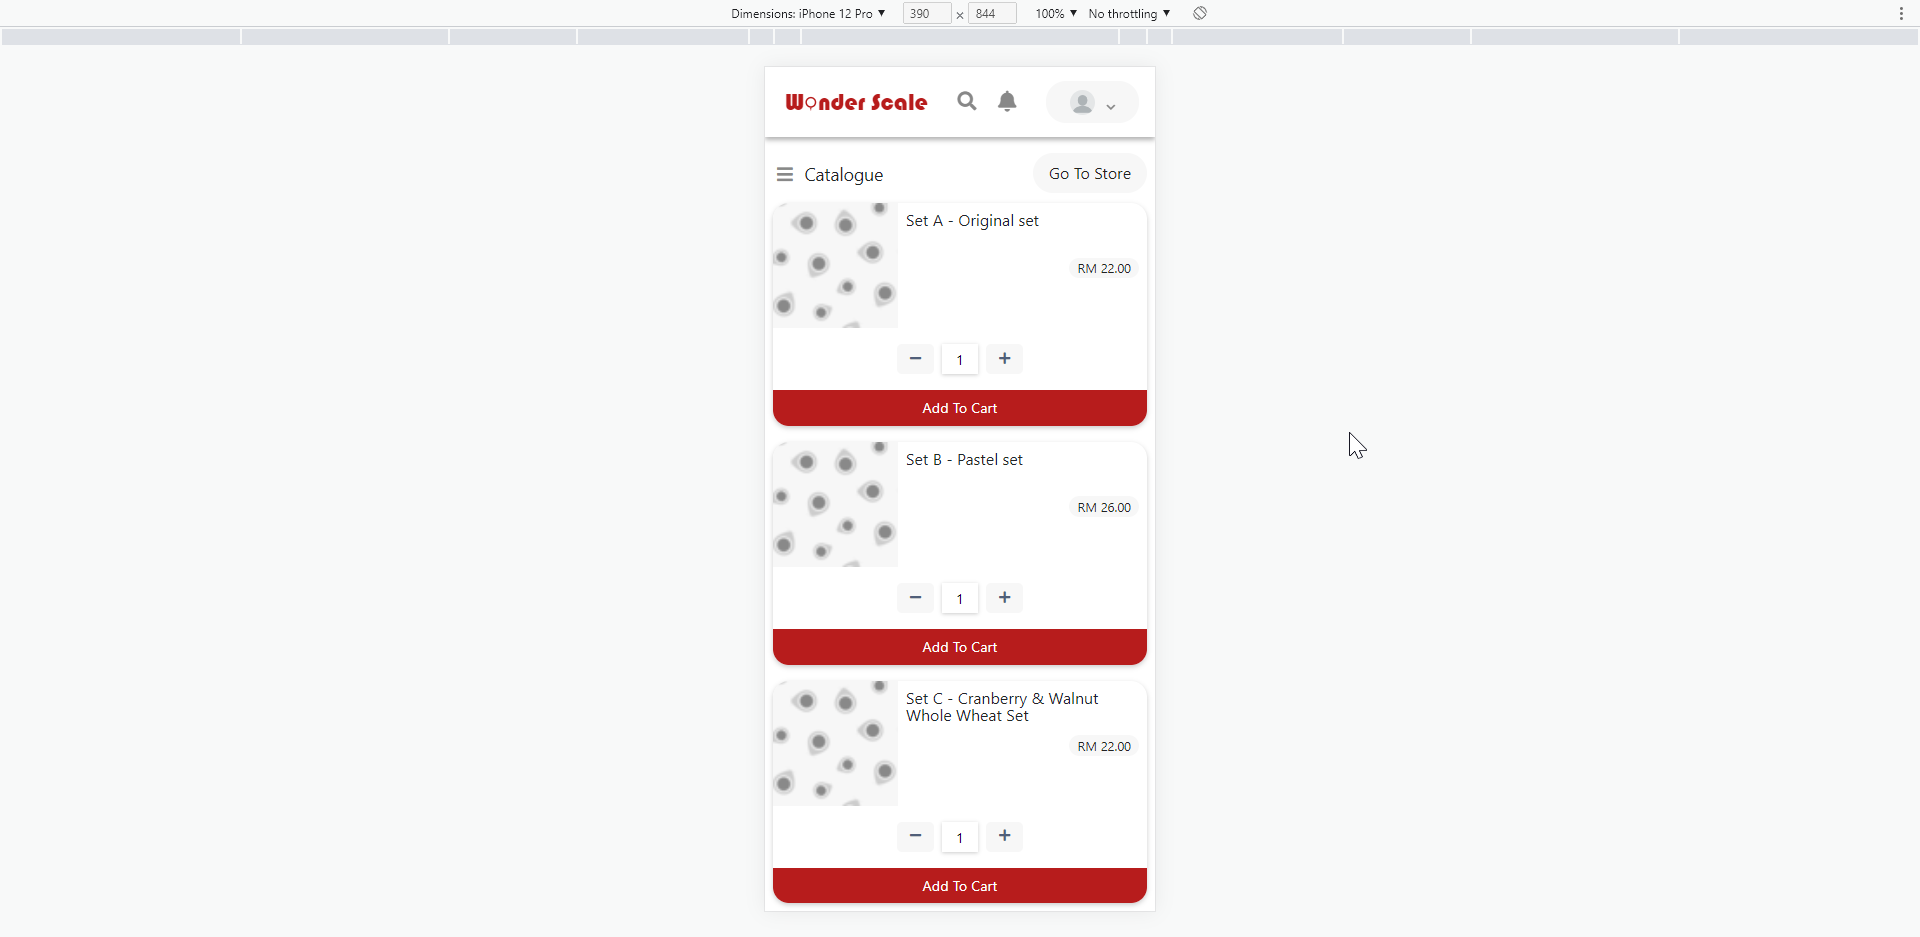 Dimensions: iPhone 12 Pro ▼ 390 × 844 100% ▼ No throttling ▼
Wonder Scale
Catalogue
Go To Store
Set A - Original set
RM 22.00
1
Add To Cart
Set B - Pastel set
RM 26.00
1
Add To Cart
Set C - Cranberry & Walnut
Whole Wheat Set
RM 22.00
1
Add To Cart